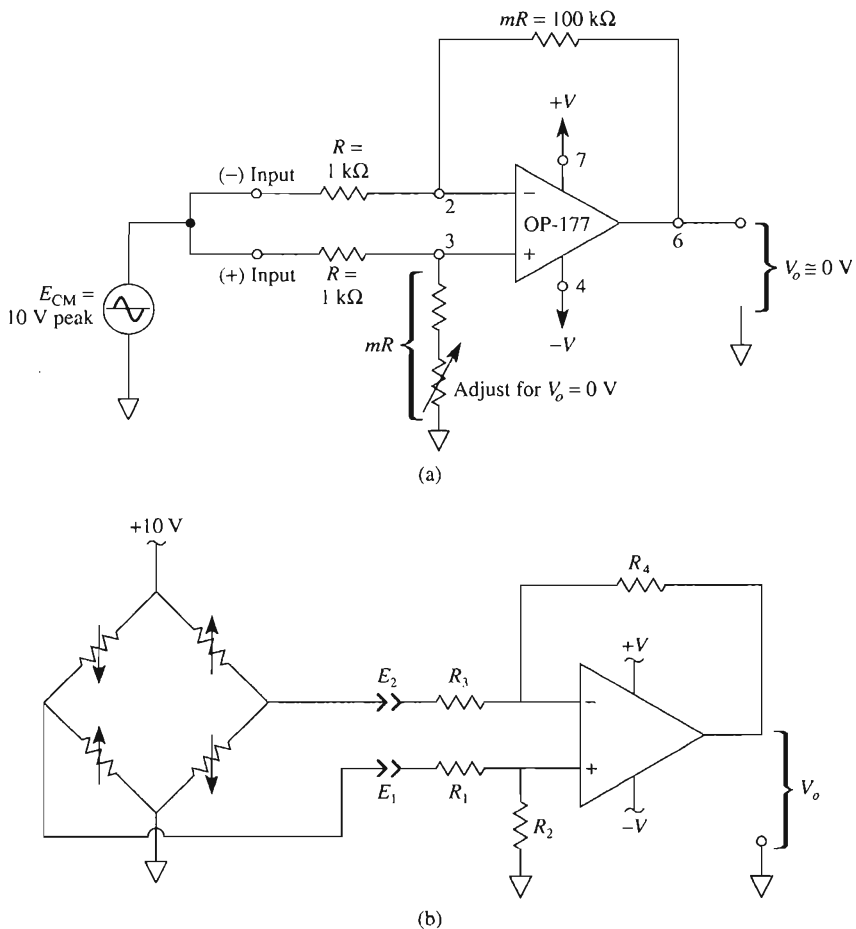 mR = 100 kΩ
+V
7
R =
1 kΩ
(−) Input
2
−
OP-177
6
3
+
(+) Input
R =
1 kΩ
4
−V
V_o ≅ 0 V
E_CM =
10 V peak
mR
Adjust for V_o = 0 V
(a)
+10 V
R_4
+V
E_2
R_3
−
+
E_1
R_1
R_2
−V
V_o
(b)